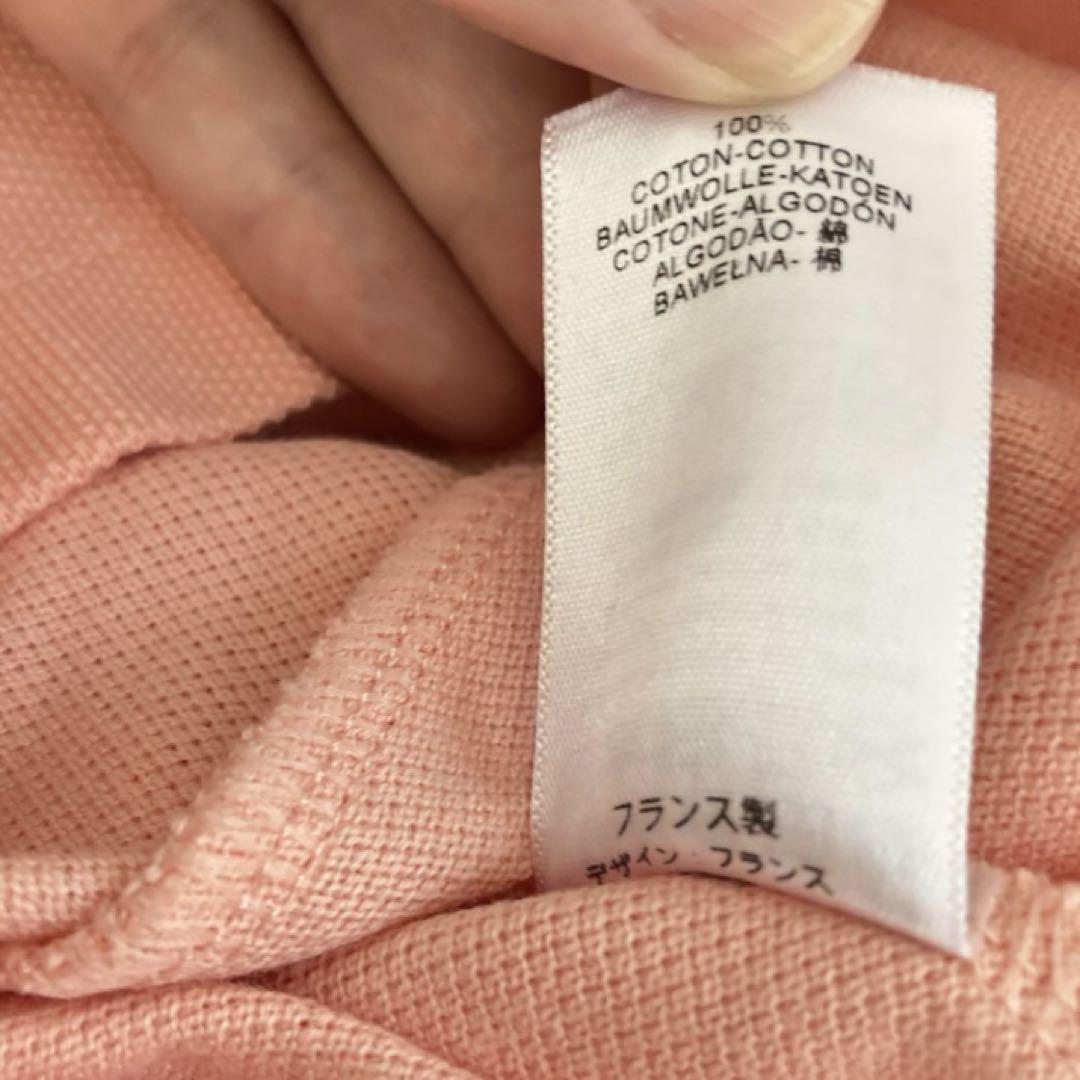 100%
COTON-COTTON
BAUMWOLLE-KATOEN
COTONE-ALGODÓN
ALGODÃO- 綿
BAWEŁNA- 棉
フランス製
デザイン・フランス